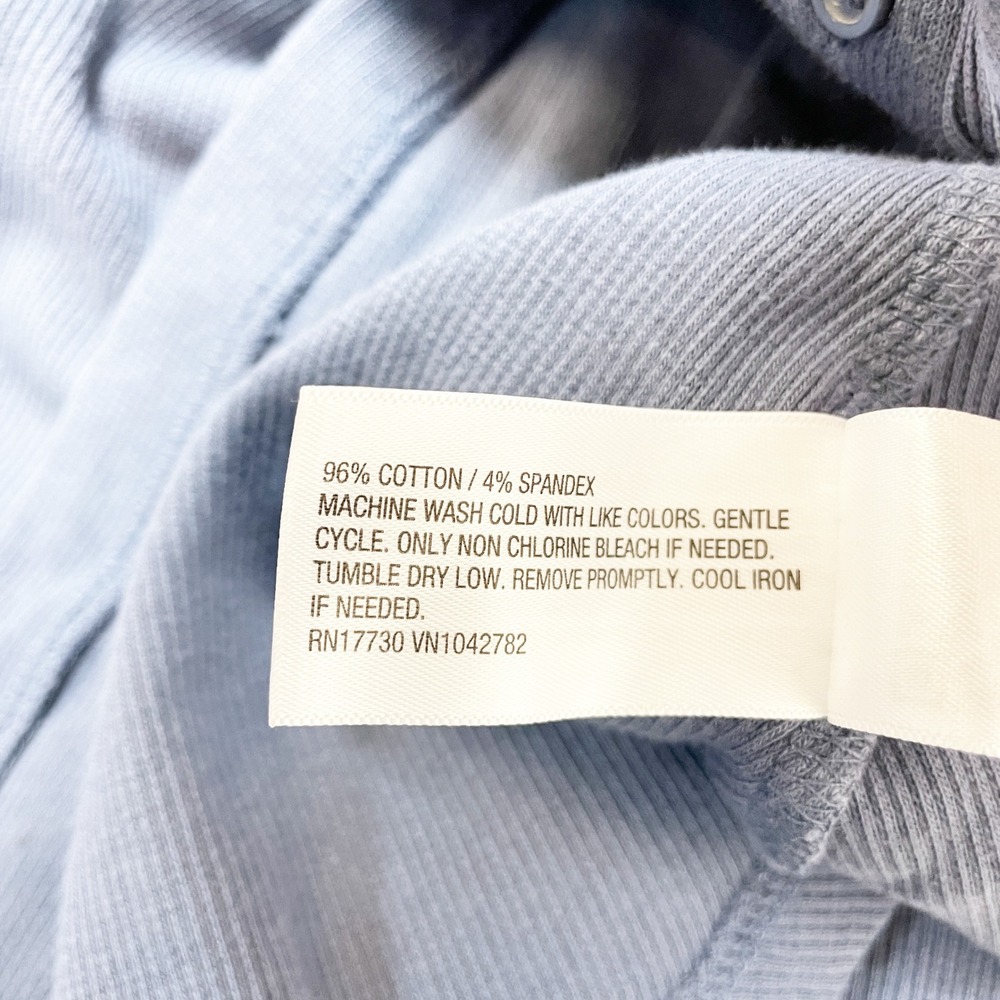 96% COTTON / 4% SPANDEX
MACHINE WASH COLD WITH LIKE COLORS. GENTLE
CYCLE. ONLY NON CHLORINE BLEACH IF NEEDED.
TUMBLE DRY LOW. REMOVE PROMPTLY. COOL IRON
IF NEEDED.
RN17730 VN1042782